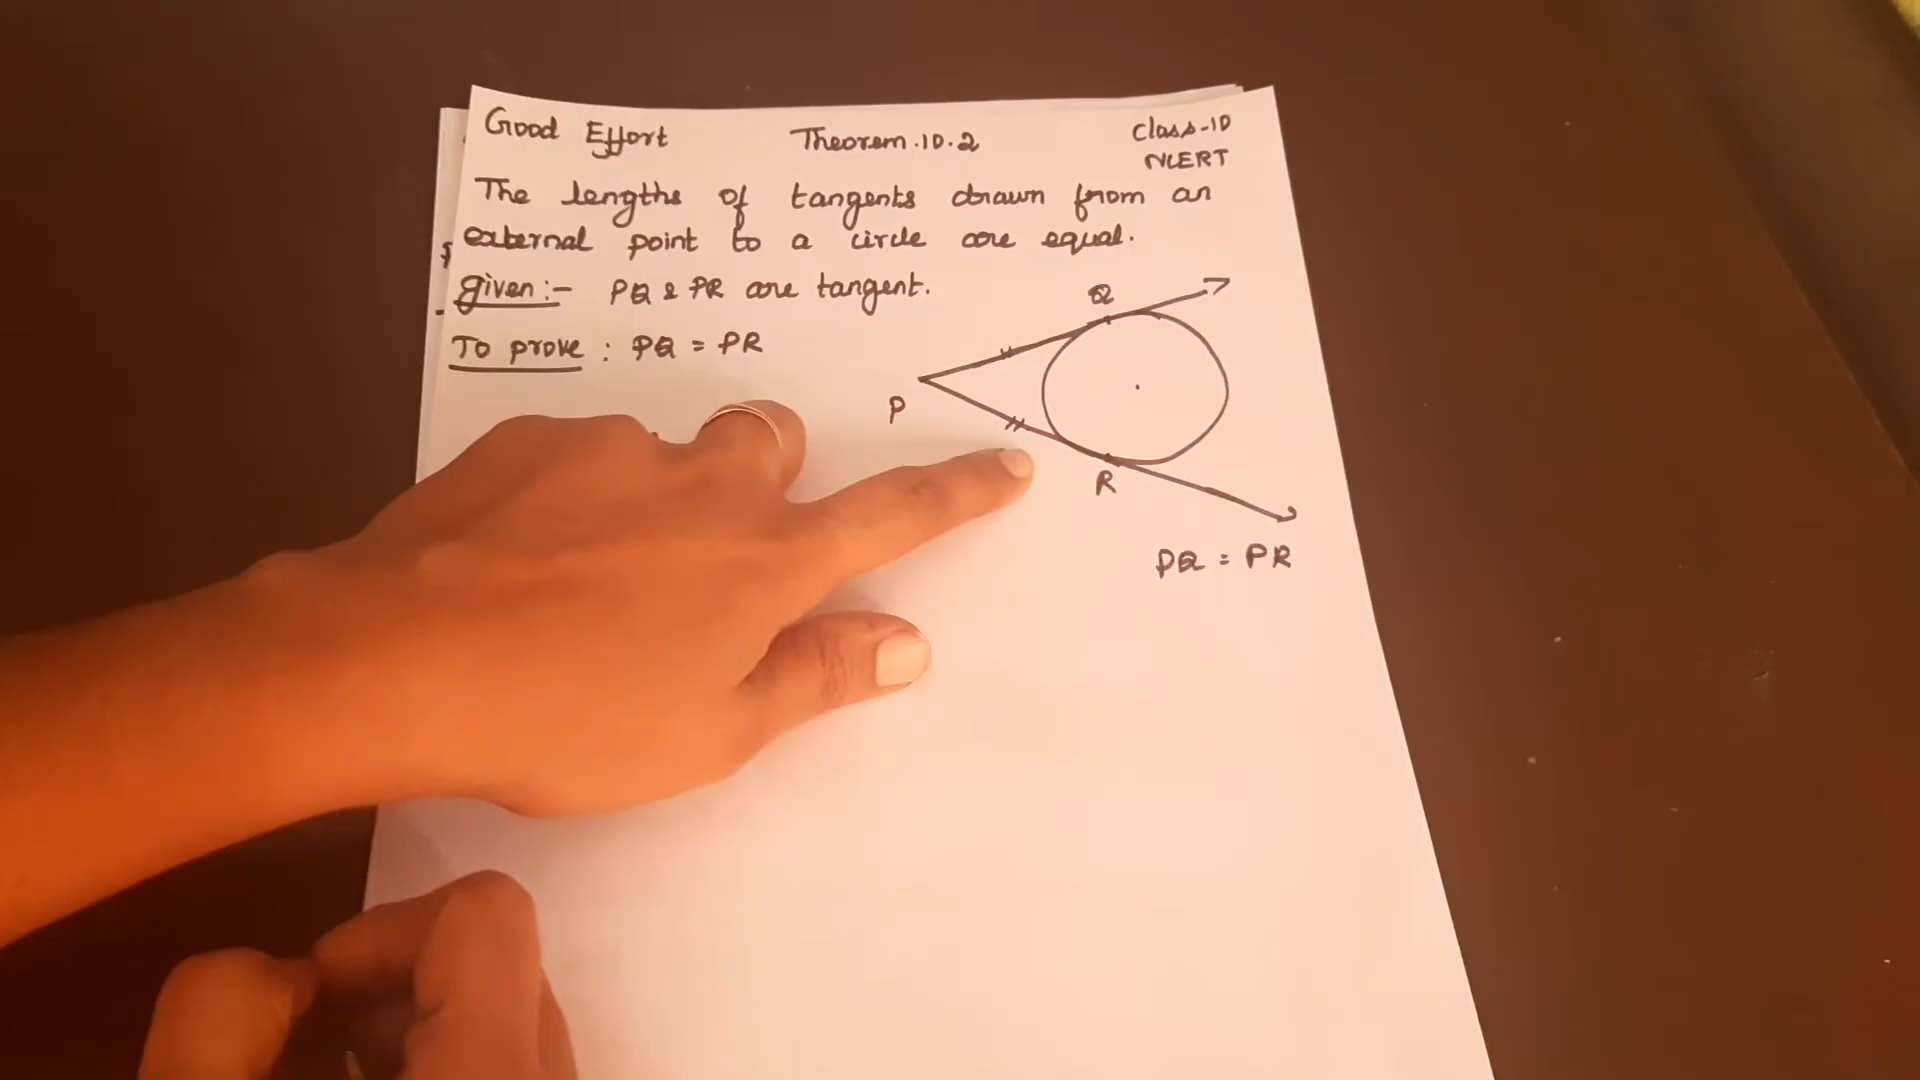 Good Effort
Theorem.10.2
Class-10
NCERT
The lengths of tangents drawn from an
external point to a circle are equal.
given:- PQ & PR are tangent.
To prove: PQ = PR
Q
P
R
PQ = PR